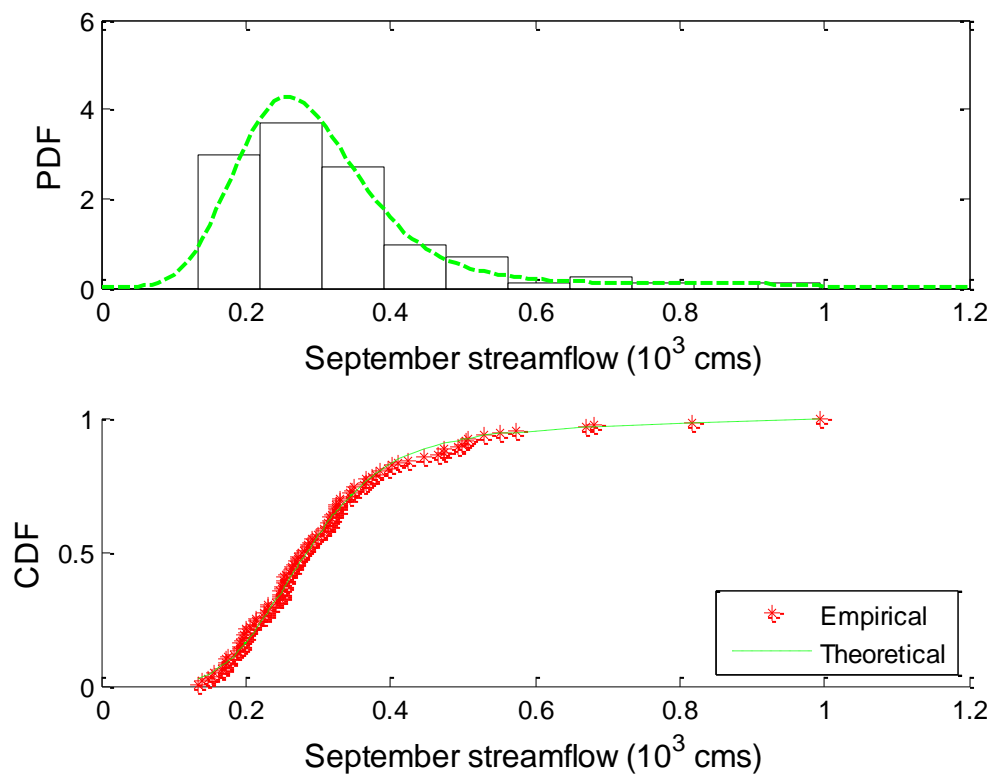 6
4
2
0
PDF
0 0.2 0.4 0.6 0.8 1 1.2
September streamflow (10³ cms)
1
0.5
0
CDF
Empirical
Theoretical
0 0.2 0.4 0.6 0.8 1 1.2
September streamflow (10³ cms)